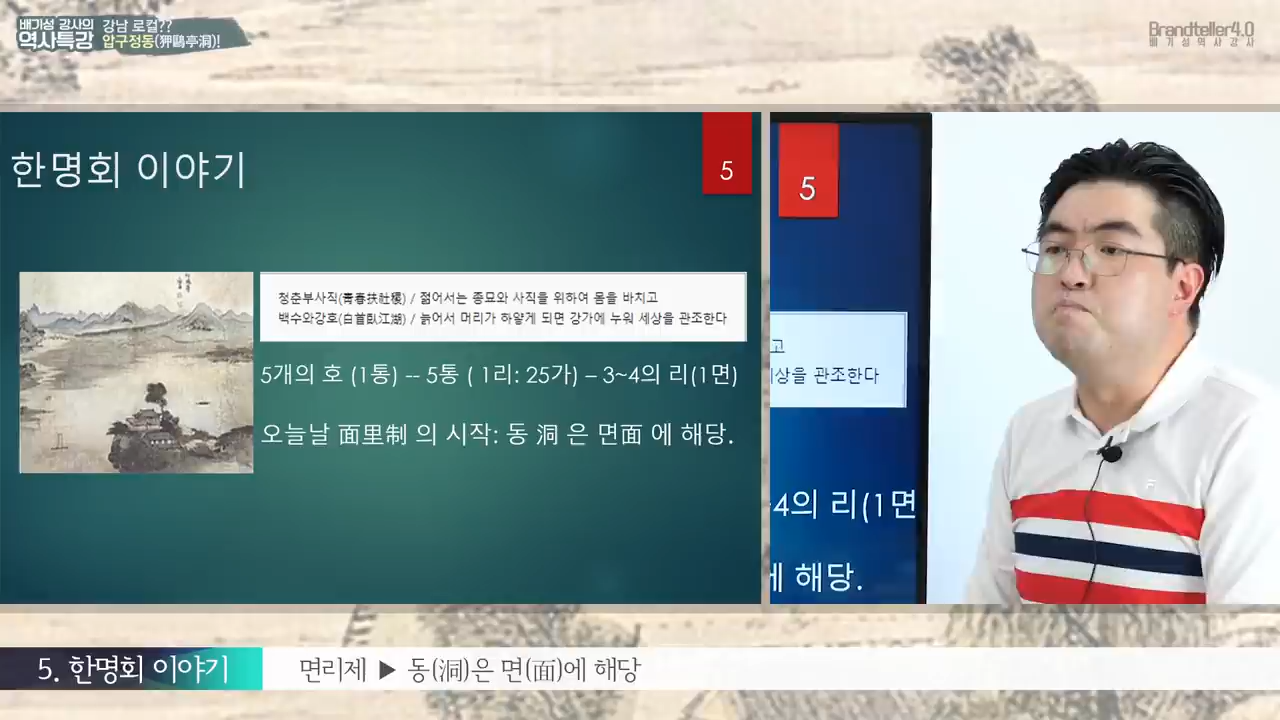 배기성 강사의
역사특강
강남 로컬??
압구정동(狎鷗亭洞)!
Brandteller4.0
배기성역사강사
한명회 이야기
5
청춘부사직(青春扶社稷) / 젊어서는 종묘와 사직을 위하여 몸을 바치고
백수와강호(白首臥江湖) / 늙어서 머리가 하얗게 되면 강가에 누워 세상을 관조한다
5개의 호 (1통) -- 5통 ( 1리: 25가) – 3~4의 리(1면)
오늘날 面里制 의 시작: 동 洞 은 면面 에 해당.
5
고
상을 관조한다
4의 리(1면
해당.
5. 한명회 이야기
면리제 ▶ 동(洞)은 면(面)에 해당